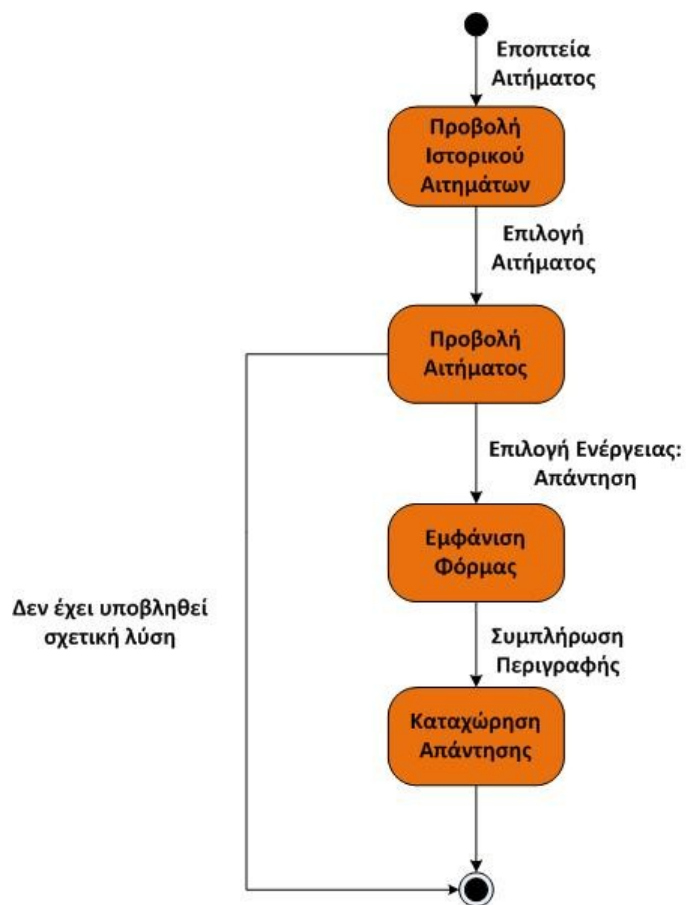 Εποπτεία
Αιτήματος
Προβολή
Ιστορικού
Αιτημάτων
Επιλογή
Αιτήματος
Προβολή
Αιτήματος
Επιλογή Ενέργειας:
Απάντηση
Εμφάνιση
Φόρμας
Δεν έχει υποβληθεί
σχετική λύση
Συμπλήρωση
Περιγραφής
Καταχώρηση
Απάντησης